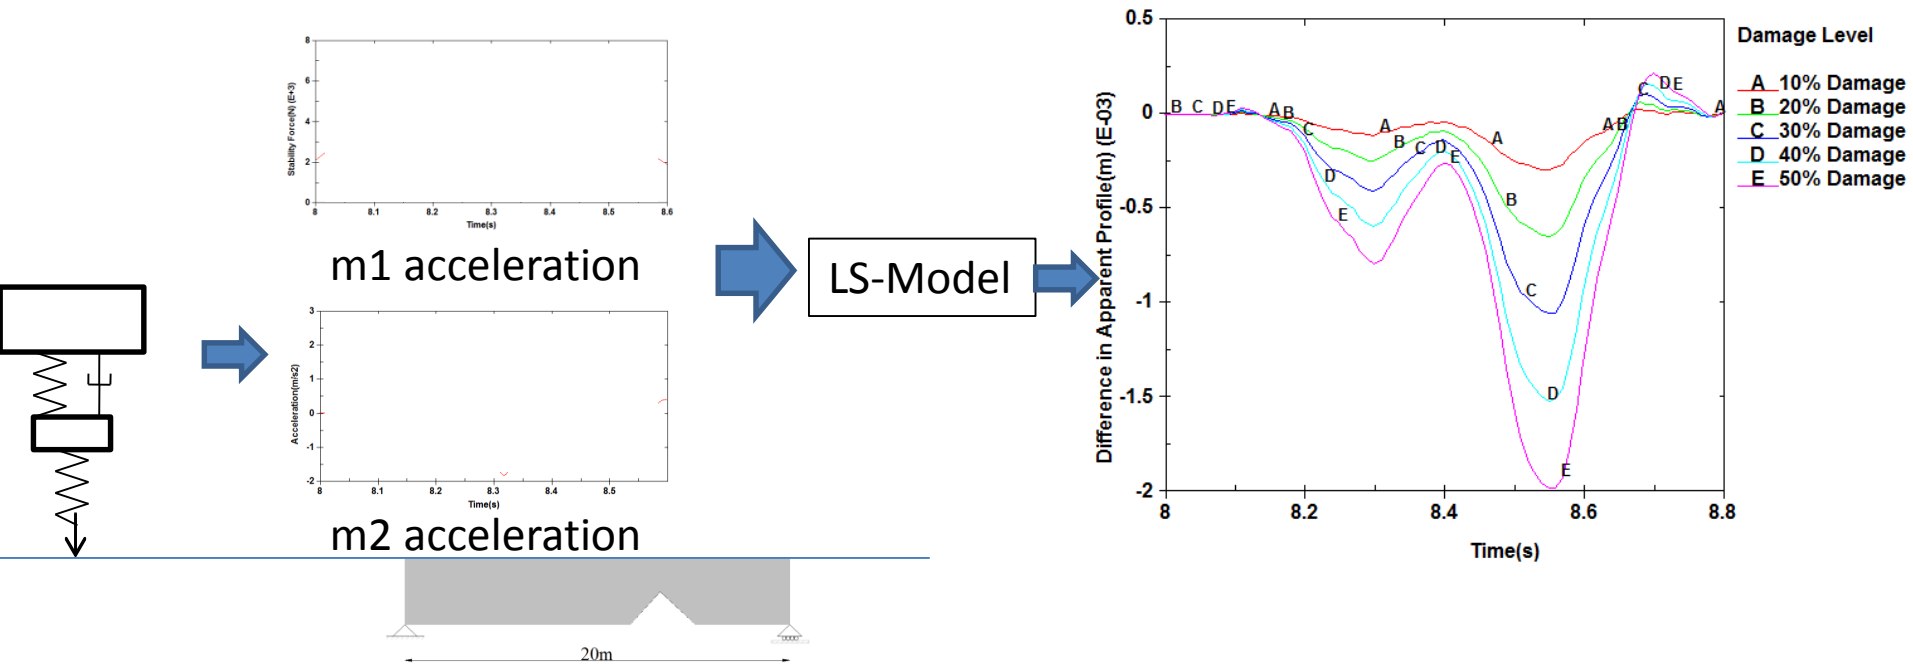 8
6
4
2
0
Stability Force(N) (E+3)
8 8.1 8.2 8.3 8.4 8.5 8.6
Time(s)
m1 acceleration
3
2
1
0
-1
-2
Acceleration(m/s2)
8 8.1 8.2 8.3 8.4 8.5
Time(s)
m2 acceleration
20m
LS-Model
0.5
0
-0.5
-1
-1.5
-2
Difference in Apparent Profile(m) (E-03)
B C D E A B C D E A B C D E A B C D E A B C D E A
8 8.2 8.4 8.6 8.8
Time(s)
Damage Level
A 10% Damage
B 20% Damage
C 30% Damage
D 40% Damage
E 50% Damage